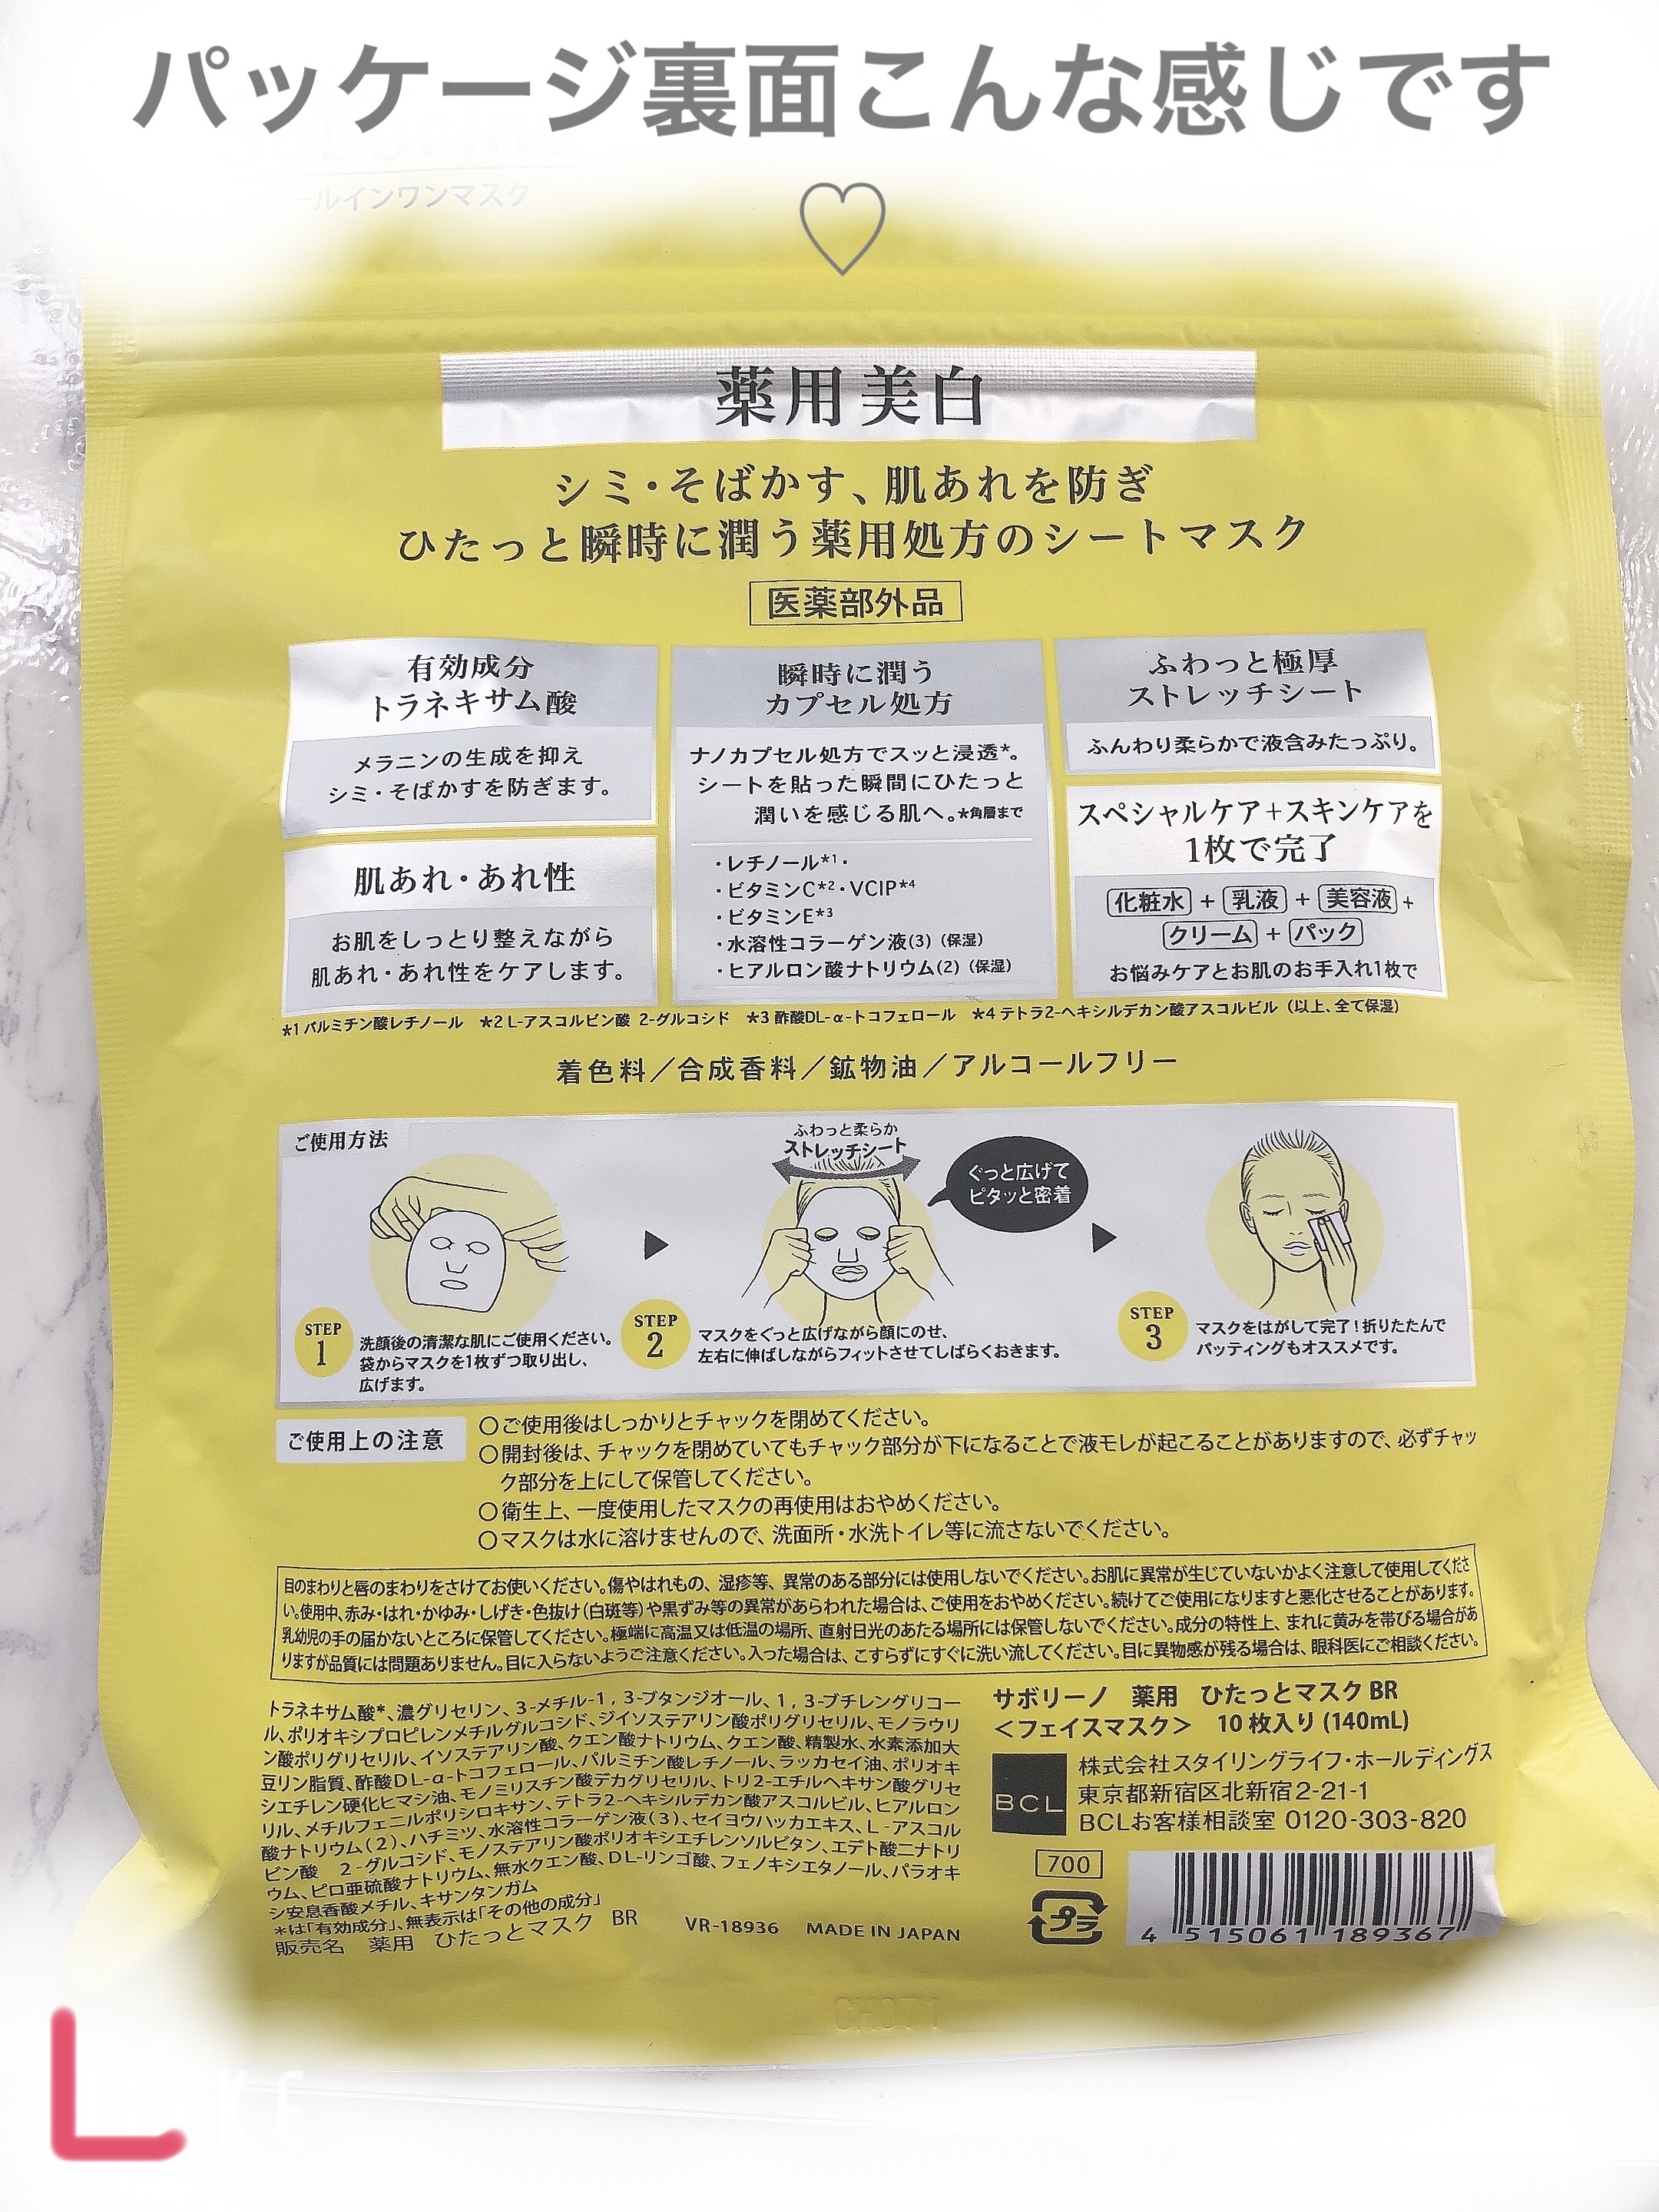 パッケージ裏面こんな感じです
♡
オールインワンマスク
薬用美白
シミ・そばかす、肌あれを防ぎ
ひたっと瞬時に潤う薬用処方のシートマスク
医薬部外品
有効成分
トラネキサム酸
メラニンの生成を抑え
シミ・そばかすを防ぎます。
肌あれ・あれ性
お肌をしっとり整えながら
肌あれ・あれ性をケアします。
瞬時に潤う
カプセル処方
ナノカプセル処方でスッと浸透*。
シートを貼った瞬間にひたっと
潤いを感じる肌へ。*角層まで
・レチノール*1・
・ビタミンC*2・VCIP*4
・ビタミンE*3
・水溶性コラーゲン液(3)（保湿）
・ヒアルロン酸ナトリウム(2)（保湿）
ふわっと極厚
ストレッチシート
ふんわり柔らかで液含みたっぷり。
スペシャルケア+スキンケアを
1枚で完了
化粧水 + 乳液 + 美容液 +
クリーム + パック
お悩みケアとお肌のお手入れ1枚で
*1 パルミチン酸レチノール *2 L-アスコルビン酸 2-グルコシド *3 酢酸DL-α-トコフェロール *4 テトラ2-ヘキシルデカン酸アスコルビル（以上、全て保湿）
着色料／合成香料／鉱物油／アルコールフリー
ご使用方法
ふわっと柔らか
ストレッチシート
ぐっと広げて
ピタッと密着
STEP
1
洗顔後の清潔な肌にご使用ください。
袋からマスクを1枚ずつ取り出し、
広げます。
STEP
2
マスクをぐっと広げながら顔にのせ、
左右に伸ばしながらフィットさせてしばらくおきます。
STEP
3
マスクをはがして完了！折りたたんで
パッティングもオススメです。
ご使用上の注意
○ご使用後はしっかりとチャックを閉めてください。
○開封後は、チャックを閉めていてもチャック部分が下になることで液モレが起こることがありますので、必ずチャッ
ク部分を上にして保管してください。
○衛生上、一度使用したマスクの再使用はおやめください。
○マスクは水に溶けませんので、洗面所・水洗トイレ等に流さないでください。
目のまわりと唇のまわりをさけてお使いください。傷やはれもの、湿疹等、異常のある部分には使用しないでください。お肌に異常が生じていないかよく注意して使用してくださ
い。使用中、赤み・はれ・かゆみ・しげき・色抜け(白斑等)や黒ずみ等の異常があらわれた場合は、ご使用をおやめください。続けてご使用になりますと悪化させることがあります。
乳幼児の手の届かないところに保管してください。極端に高温又は低温の場所、直射日光のあたる場所には保管しないでください。成分の特性上、まれに黄みを帯びる場合があ
りますが品質には問題ありません。目に入らないようご注意ください。入った場合は、こすらずにすぐに洗い流してください。目に異物感が残る場合は、眼科医にご相談ください。
トラネキサム酸*、濃グリセリン、3-メチル-1,3-ブタンジオール、1,3-ブチレングリコー
ル、ポリオキシプロピレンメチルグルコシド、ジイソステアリン酸ポリグリセリル、モノラウリ
ン酸ポリグリセリル、イソステアリン酸、クエン酸ナトリウム、クエン酸、精製水、水素添加大
豆リン脂質、酢酸DL-α-トコフェロール、パルミチン酸レチノール、ラッカセイ油、ポリオキ
シエチレン硬化ヒマシ油、モノミリスチン酸デカグリセリル、トリ2-エチルヘキサン酸グリセ
リル、メチルフェニルポリシロキサン、テトラ2-ヘキシルデカン酸アスコルビル、ヒアルロン
酸ナトリウム(2)、ハチミツ、水溶性コラーゲン液(3)、セイヨウハッカエキス、L-アスコル
ビン酸 2-グルコシド、モノステアリン酸ポリオキシエチレンソルビタン、エデト酸二ナトリ
ウム、ピロ亜硫酸ナトリウム、無水クエン酸、DL-リンゴ酸、フェノキシエタノール、パラオキ
シ安息香酸メチル、キサンタンガム
*は「有効成分」、無表示は「その他の成分」
販売名 薬用 ひたっとマスク BR VR-18936 MADE IN JAPAN
サボリーノ 薬用 ひたっとマスク BR
＜フェイスマスク＞ 10枚入り(140mL)
BCL
株式会社スタイリングライフ・ホールディングス
東京都新宿区北新宿2-21-1
BCLお客様相談室 0120-303-820
700
プラ
4 515061 189367